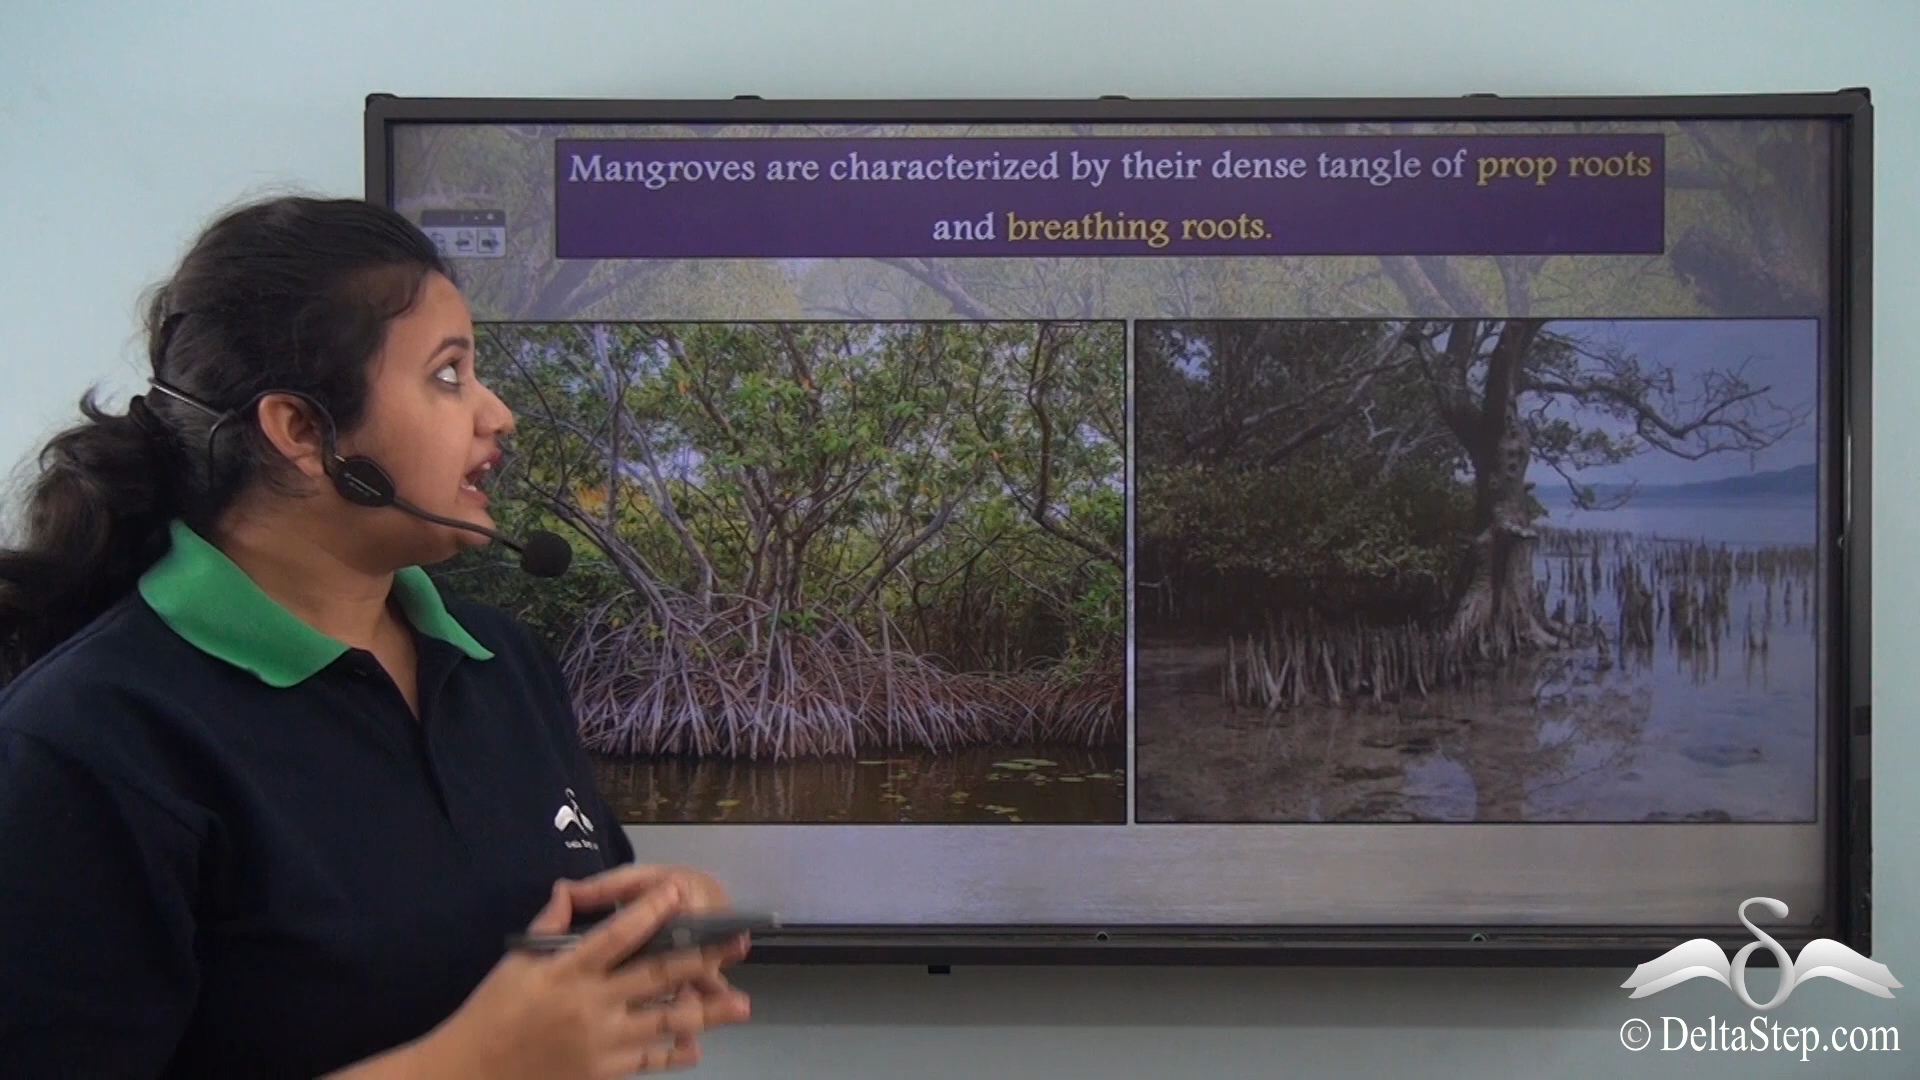 Mangroves are characterized by their dense tangle of prop roots
and breathing roots.
© DeltaStep.com